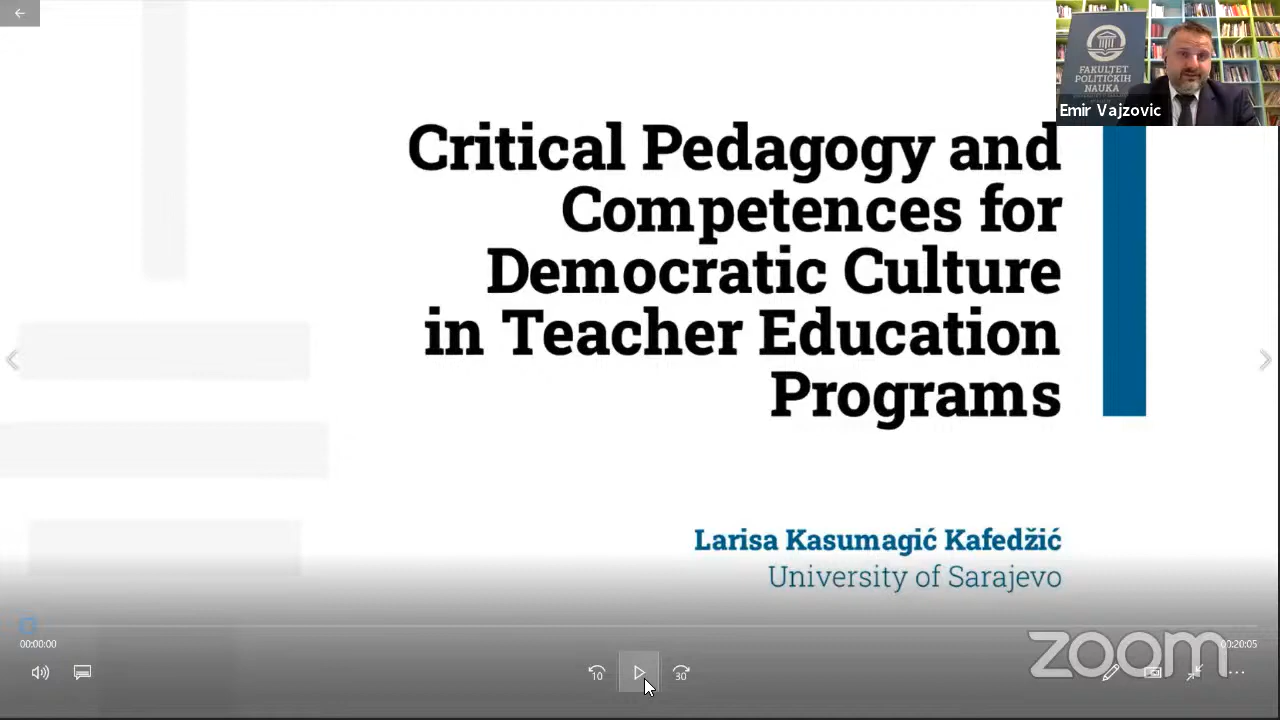 FAKULTET
POLITIČKIH
NAUKA
Emir Vajzovic
Critical Pedagogy and
Competences for
Democratic Culture
in Teacher Education
Programs
Larisa Kasumagić Kafedžić
University of Sarajevo
00:00:00
00:20:05
10
30
zoom